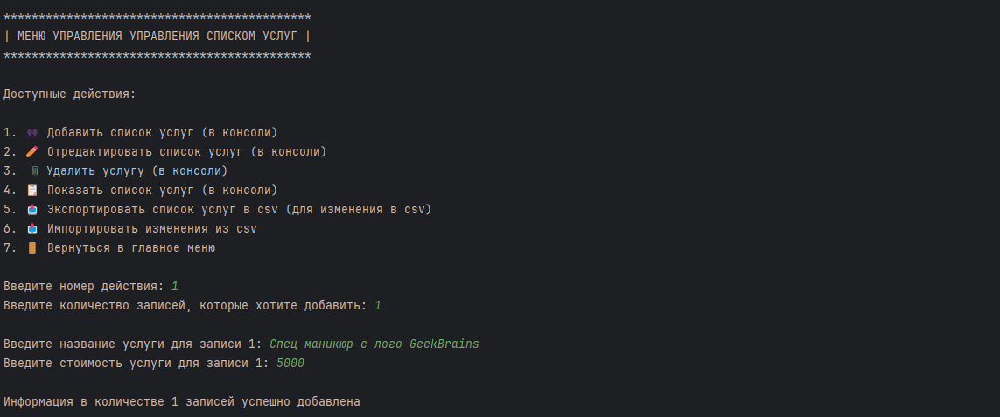 ********************************************
| МЕНЮ УПРАВЛЕНИЯ УПРАВЛЕНИЯ СПИСКОМ УСЛУГ |
********************************************
Доступные действия:
1. 👥 Добавить список услуг (в консоли)
2. ✏️ Отредактировать список услуг (в консоли)
3. 🗑 Удалить услугу (в консоли)
4. 📋 Показать список услуг (в консоли)
5. 📤 Экспортировать список услуг в csv (для изменения в csv)
6. 📤 Импортировать изменения из csv
7. 🚪 Вернуться в главное меню
Введите номер действия: 1
Введите количество записей, которые хотите добавить: 1
Введите название услуги для записи 1: Спец маникюр с лого GeekBrains
Введите стоимость услуги для записи 1: 5000
Информация в количестве 1 записей успешно добавлена